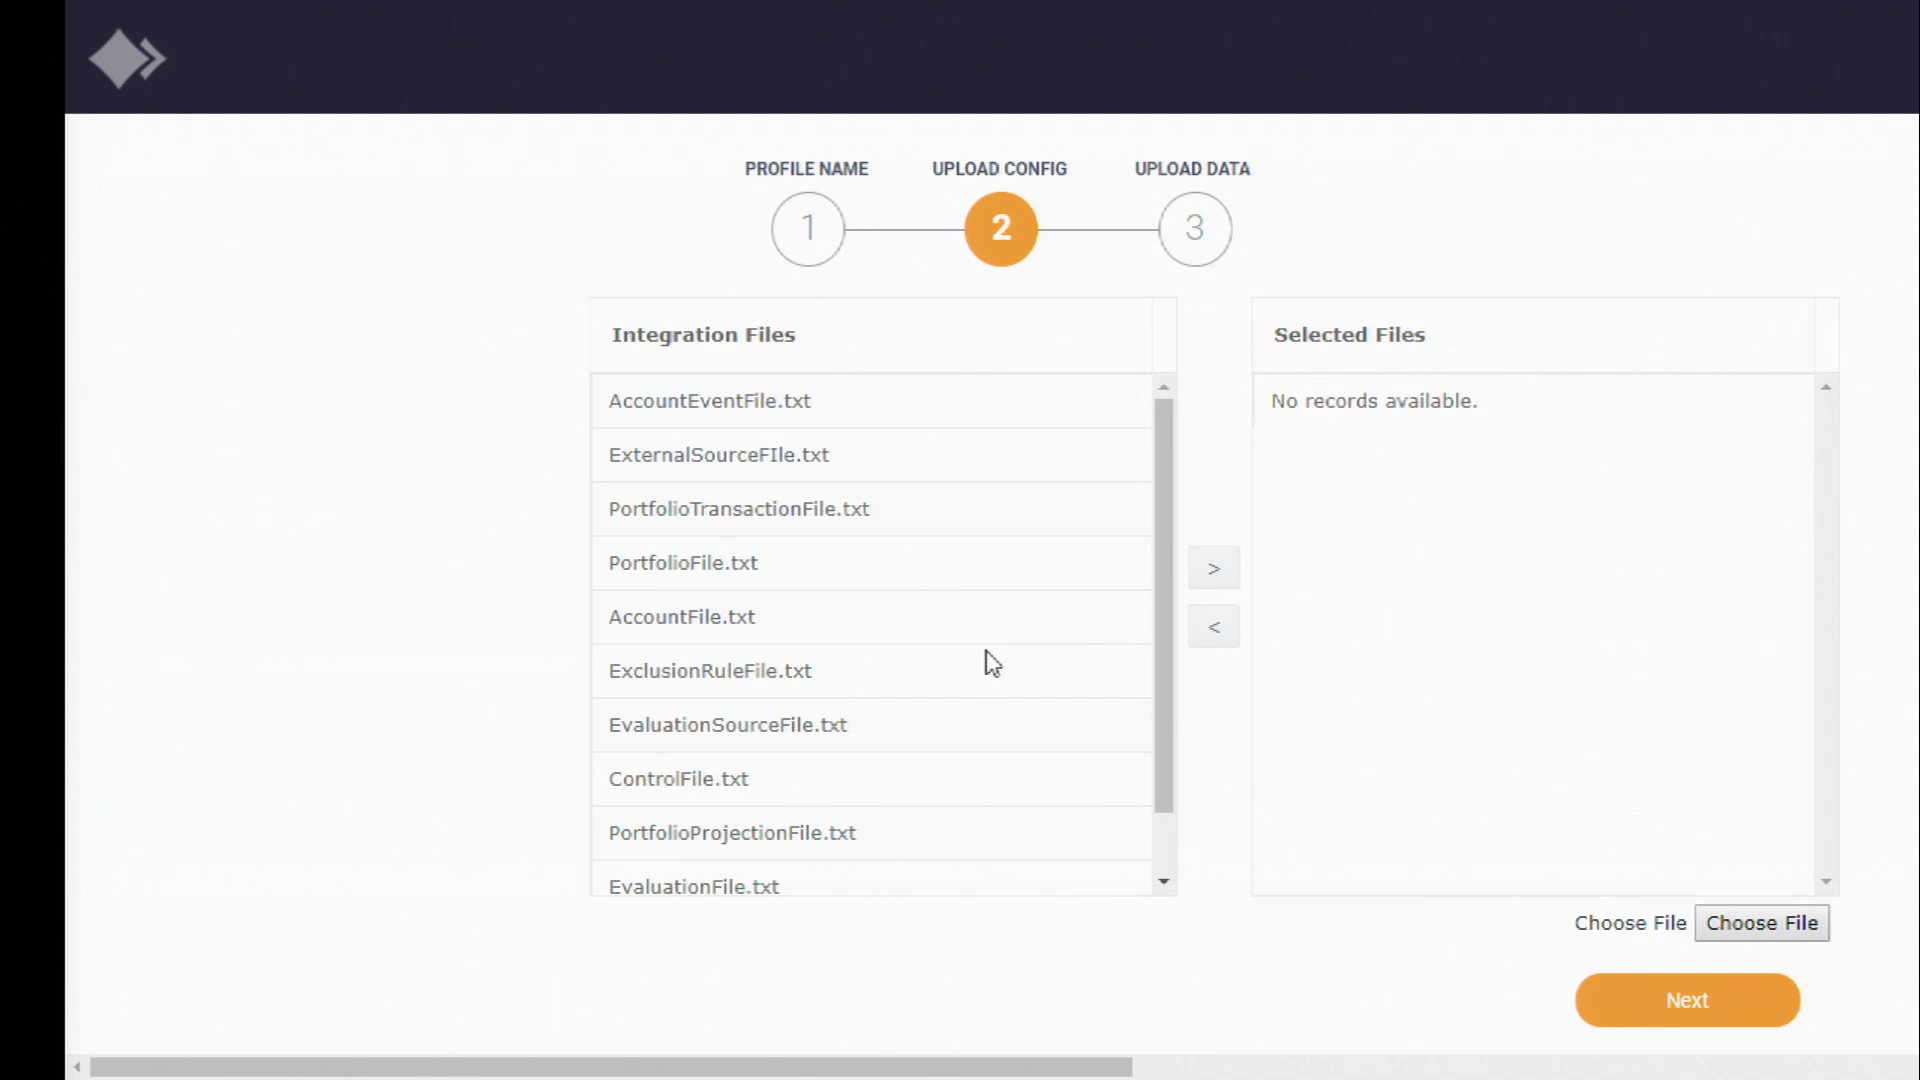 PROFILE NAME UPLOAD CONFIG UPLOAD DATA
1 2 3
Integration Files
AccountEventFile.txt
ExternalSourceFIle.txt
PortfolioTransactionFile.txt
PortfolioFile.txt
AccountFile.txt
ExclusionRuleFile.txt
EvaluationSourceFile.txt
ControlFile.txt
PortfolioProjectionFile.txt
EvaluationFile.txt
>
<
Selected Files
No records available.
Choose File Choose File
Next